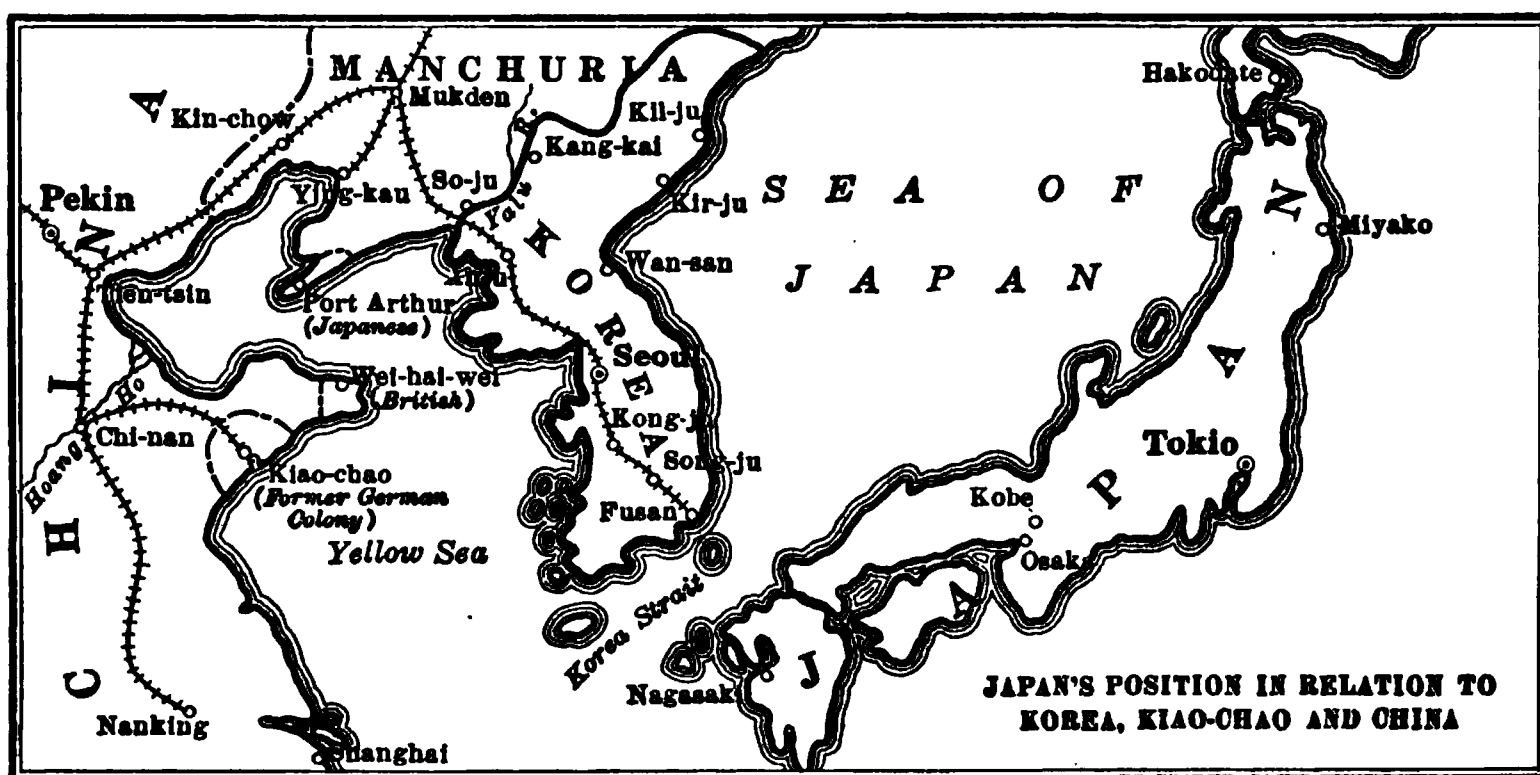 MANCHURIA
Hakodate
Mukden
Kin-chow
Kil-ju
R.
Kang-kai
Pekin
Ying-kau
So-ju
Yalu
Kir-ju
SEA OF
JAPAN
Miyako
Wan-san
Tien-tsin
Port Arthur
(Japanese)
KOREA
Seoul
Wei-hai-wei
(British)
Hoang Ho
Chi-nan
Kong-ju
Song-ju
Tokio
Kiao-chao
(Former German
Colony)
Kobe
Fusan
Yellow Sea
Osaka
Korea Strait
CHINA
JAPAN
Nagasaki
Nanking
Shanghai
JAPAN'S POSITION IN RELATION TO
KOREA, KIAO-CHAO AND CHINA